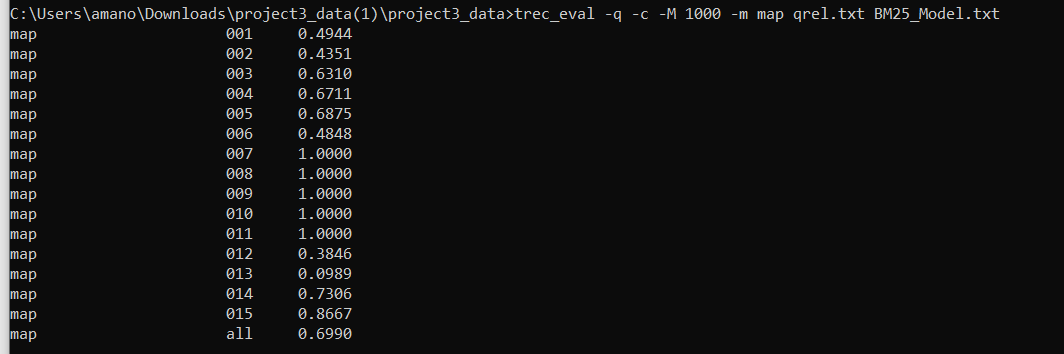 C:\Users\amano\Downloads\project3_data(1)\project3_data>trec_eval -q -c -M 1000 -m map qrel.txt BM25_Model.txt
map 001 0.4944
map 002 0.4351
map 003 0.6310
map 004 0.6711
map 005 0.6875
map 006 0.4848
map 007 1.0000
map 008 1.0000
map 009 1.0000
map 010 1.0000
map 011 1.0000
map 012 0.3846
map 013 0.0989
map 014 0.7306
map 015 0.8667
map all 0.6990